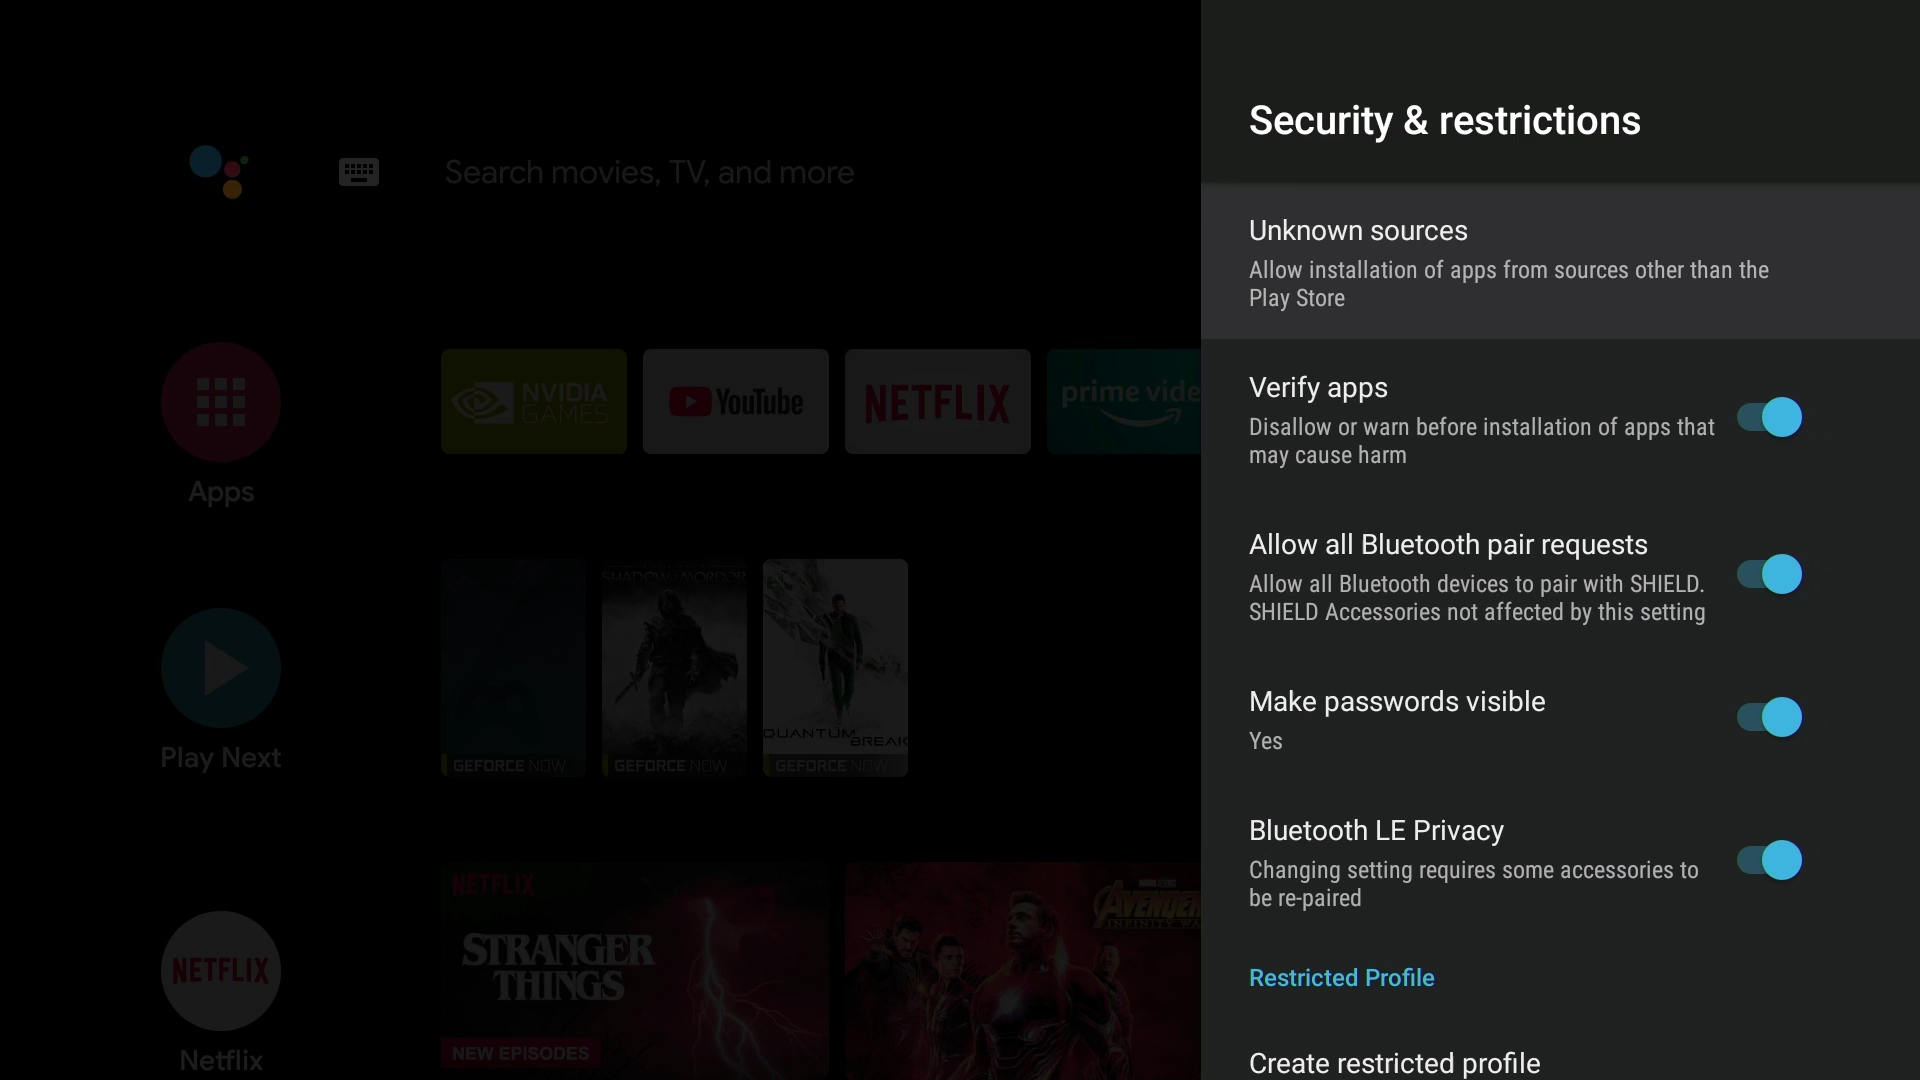 Search movies, TV, and more
Apps
NVIDIA
GAMES
YouTube
NETFLIX
prime vide
Play Next
GEFORCE NOW
SHADOW MORDOR
GEFORCE NOW
QUANTUM
BREAK
GEFORCE NOW
NETFLIX
Netflix
NETFLIX
STRANGER
THINGS
NEW EPISODES
AVENGE
INFINITY WA
Security & restrictions
Unknown sources
Allow installation of apps from sources other than the
Play Store
Verify apps
Disallow or warn before installation of apps that
may cause harm
Allow all Bluetooth pair requests
Allow all Bluetooth devices to pair with SHIELD.
SHIELD Accessories not affected by this setting
Make passwords visible
Yes
Bluetooth LE Privacy
Changing setting requires some accessories to
be re-paired
Restricted Profile
Create restricted profile